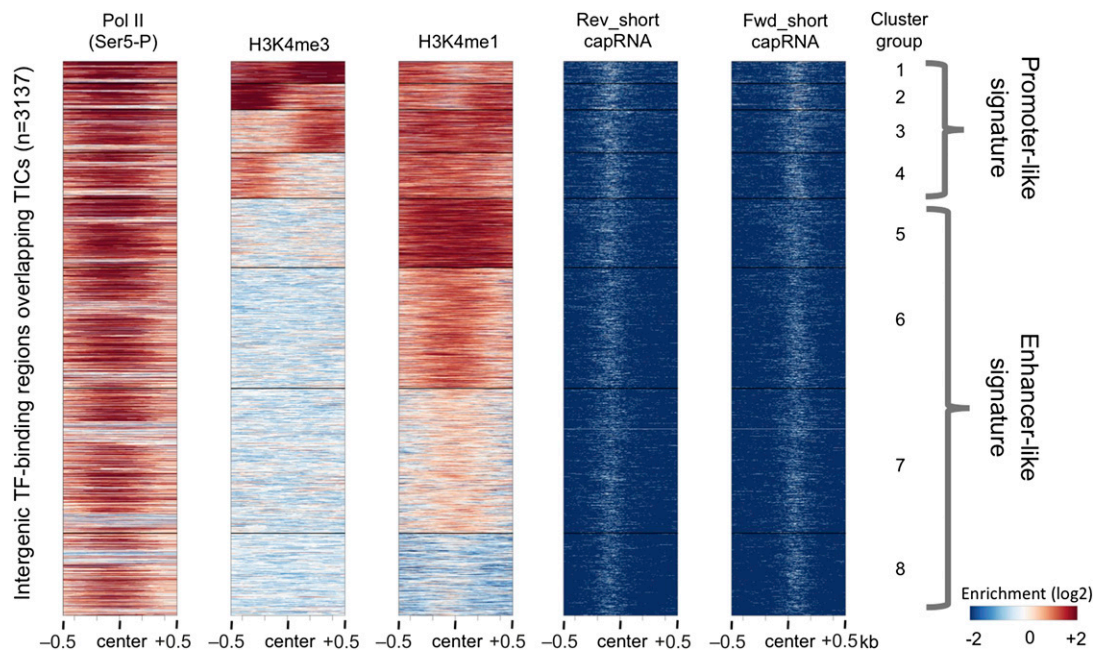 Pol II
(Ser5-P)
H3K4me3
H3K4me1
Rev_short
capRNA
Fwd_short
capRNA
Cluster
group
Intergenic TF-binding regions overlapping TICs (n=3137)
1
2
3
4
5
6
7
8
Promoter-like
signature
Enhancer-like
signature
Enrichment (log2)
-2 0 +2
–0.5 center +0.5
–0.5 center +0.5
–0.5 center +0.5
–0.5 center +0.5
–0.5 center +0.5 kb